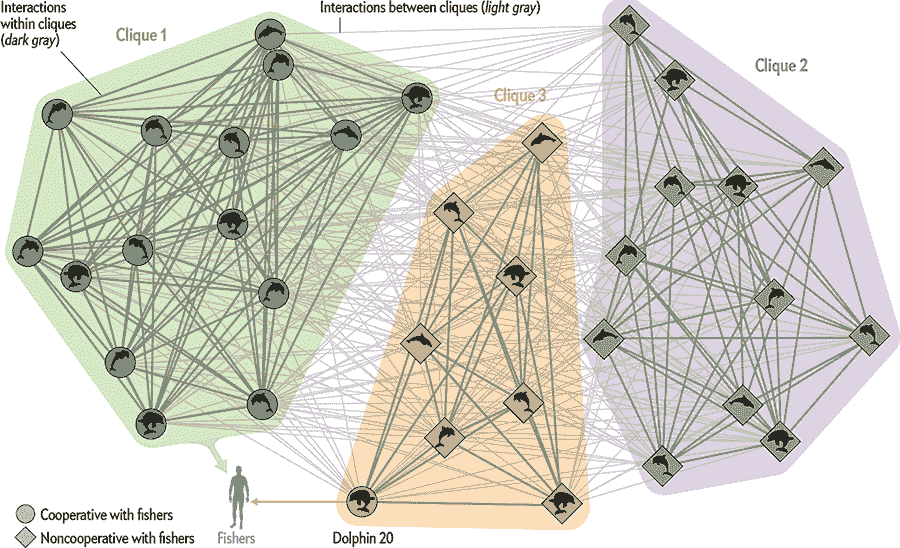 Interactions
within cliques
(dark gray)
Interactions between cliques (light gray)
Clique 1
Clique 2
Clique 3
Cooperative with fishers
Noncooperative with fishers
Fishers
Dolphin 20